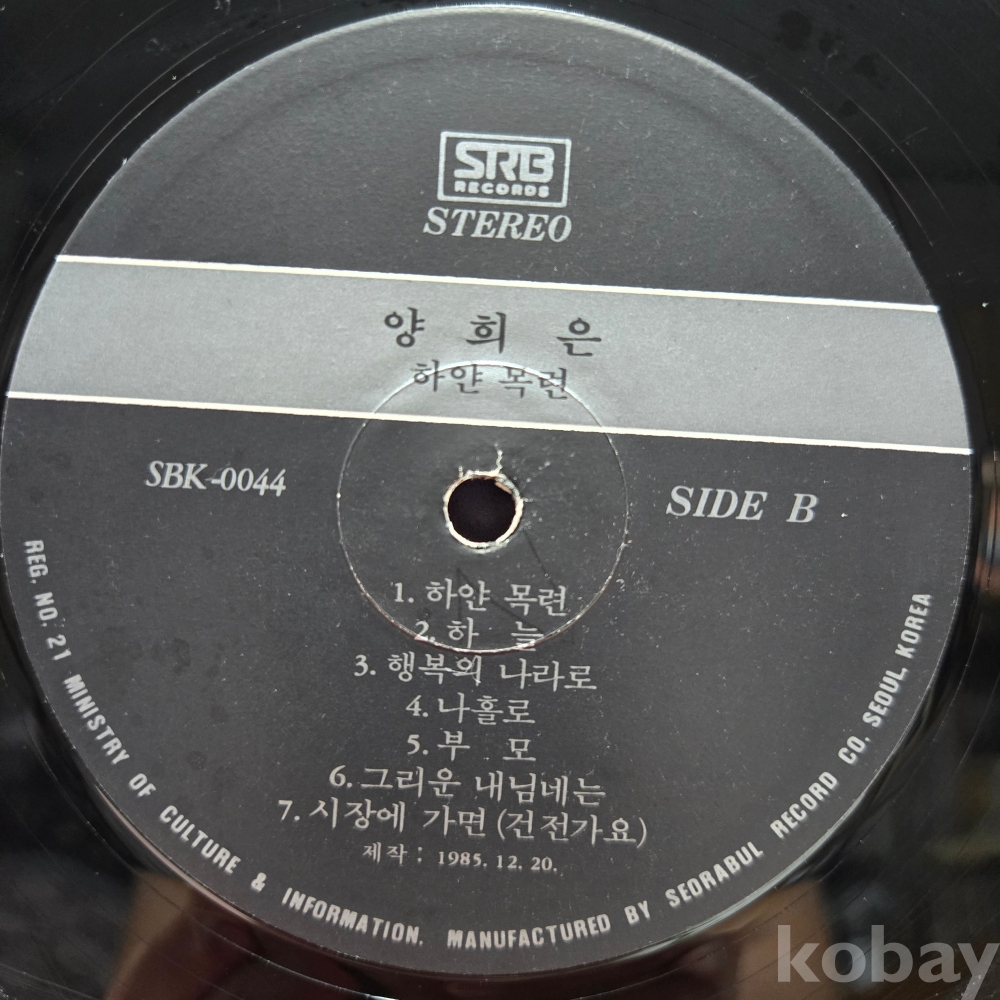 SRB
RECORDS
STEREO
양 희 은
하얀 목련
SBK-0044
SIDE B
1. 하얀 목련
2. 하 늘
3. 행복의 나라로
4. 나홀로
5. 부 모
6. 그리운 내님네는
7. 시장에 가면 (건전가요)
제작 : 1985. 12. 20.
REG. NO. 21 MINISTRY OF CULTURE & INFORMATION. MANUFACTURED BY SEORABUL RECORD CO. SEOUL KOREA
kobay